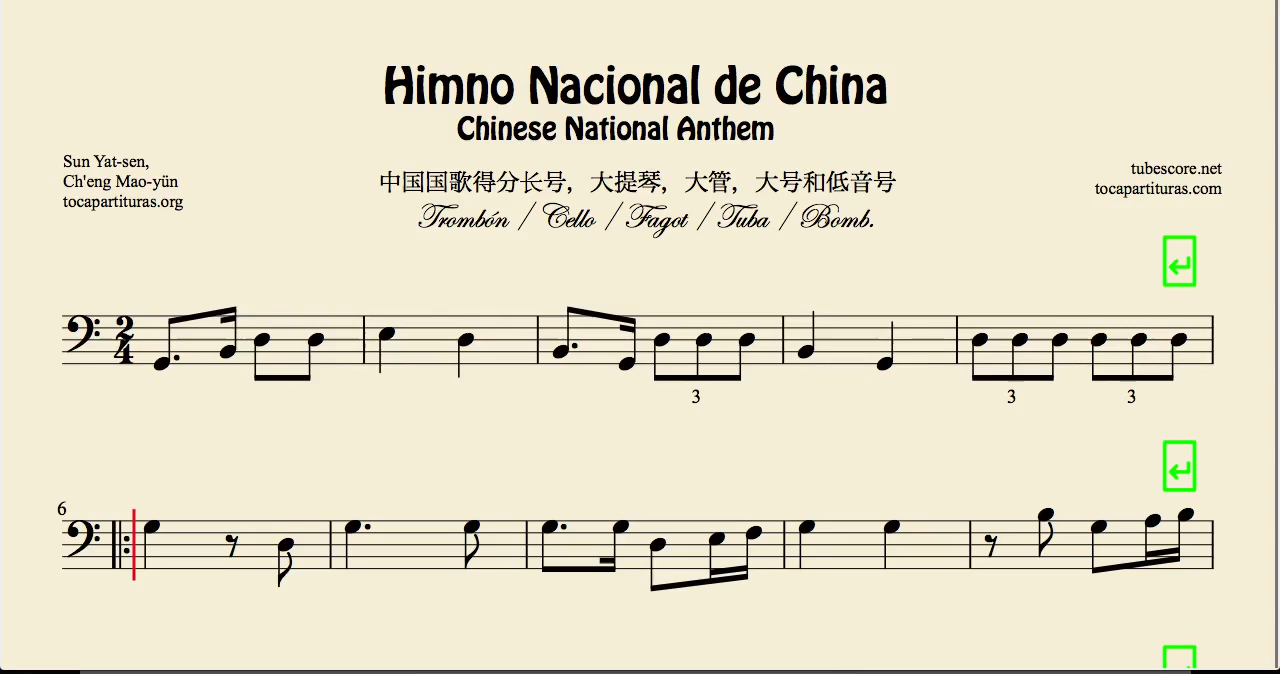 Himno Nacional de China
Chinese National Anthem
Sun Yat-sen,
Ch'eng Mao-yün
tocapartituras.org
tubescore.net
tocapartituras.com
中国国歌得分长号，大提琴，大管，大号和低音号
Trombón / Cello / Fagot / Tuba / Bomb.
2
4
3
3
3
6